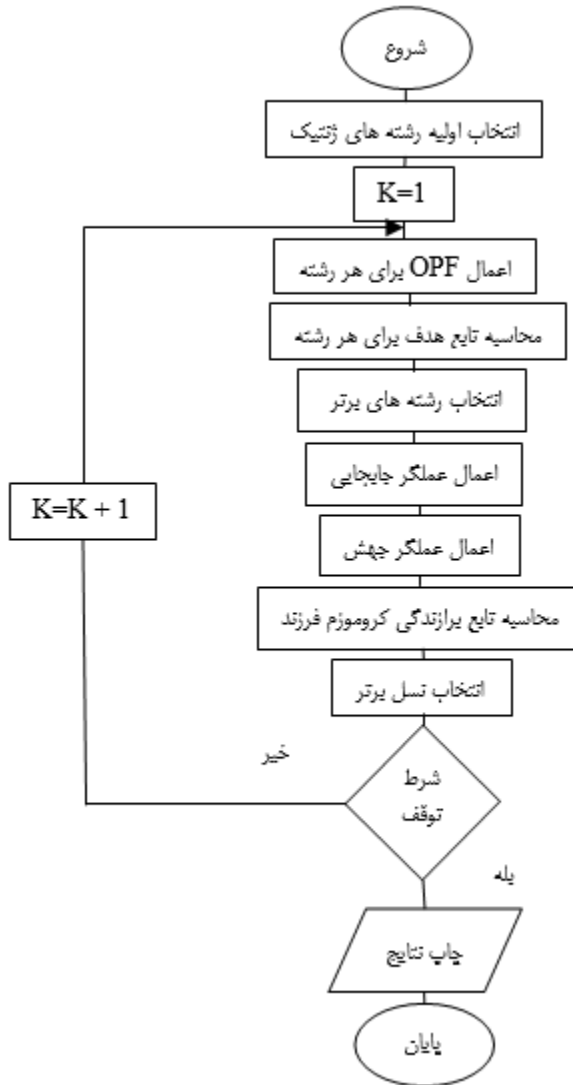 شروع
انتخاب اولیه رشته های ژنتیک
K=1
اعمال OPF برای هر رشته
محاسبه تابع هدف برای هر رشته
انتخاب رشته های برتر
اعمال عملگر جابجایی
K=K + 1
اعمال عملگر جهش
محاسبه تابع برازندگی کروموزم فرزند
انتخاب نسل برتر
خیر
شرط
توقف
بله
چاپ نتایج
پایان